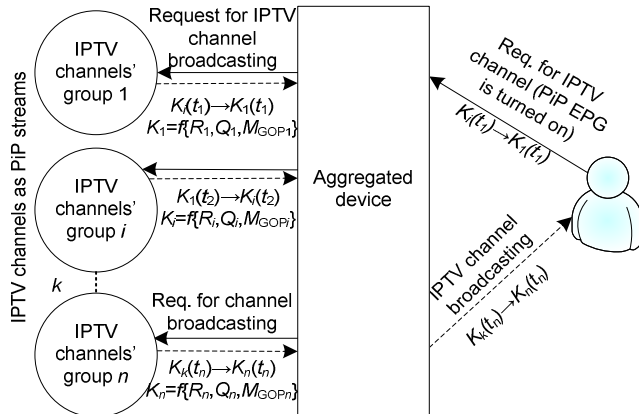 IPTV channels as PiP streams
IPTV
channels'
group 1
Request for IPTV
channel
broadcasting
Kᵢ(t₁)→K₁(t₁)
K₁=f{R₁,Q₁,M_GOP1}
IPTV
channels'
group i
K₁(t₂)→Kᵢ(t₂)
Kᵢ=f{Rᵢ,Qᵢ,M_GOPi}
k
IPTV
channels'
group n
Req. for channel
broadcasting
Kₖ(tₙ)→Kₙ(tₙ)
Kₙ=f{Rₙ,Qₙ,M_GOPn}
Aggregated
device
Req. for IPTV
channel (PiP EPG
is turned on)
Kᵢ(t₁)→K₁(t₁)
IPTV channel
broadcasting
Kₖ(tₙ)→Kₙ(tₙ)